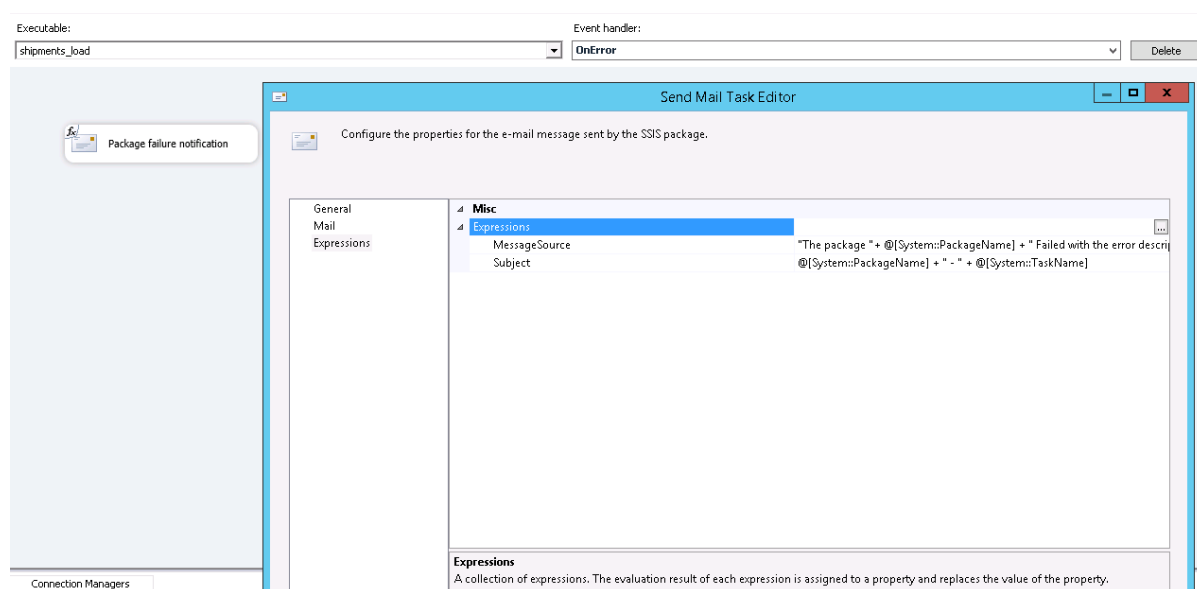 Executable:
Event handler:
shipments_load
OnError
Delete
Send Mail Task Editor
Configure the properties for the e-mail message sent by the SSIS package.
fx
Package failure notification
General
Mail
Expressions
Misc
Expressions
...
MessageSource
"The package "+ @[System::PackageName] + " Failed with the error descrip
Subject
@[System::PackageName] + " - " + @[System::TaskName]
Expressions
A collection of expressions. The evaluation result of each expression is assigned to a property and replaces the value of the property.
Connection Managers